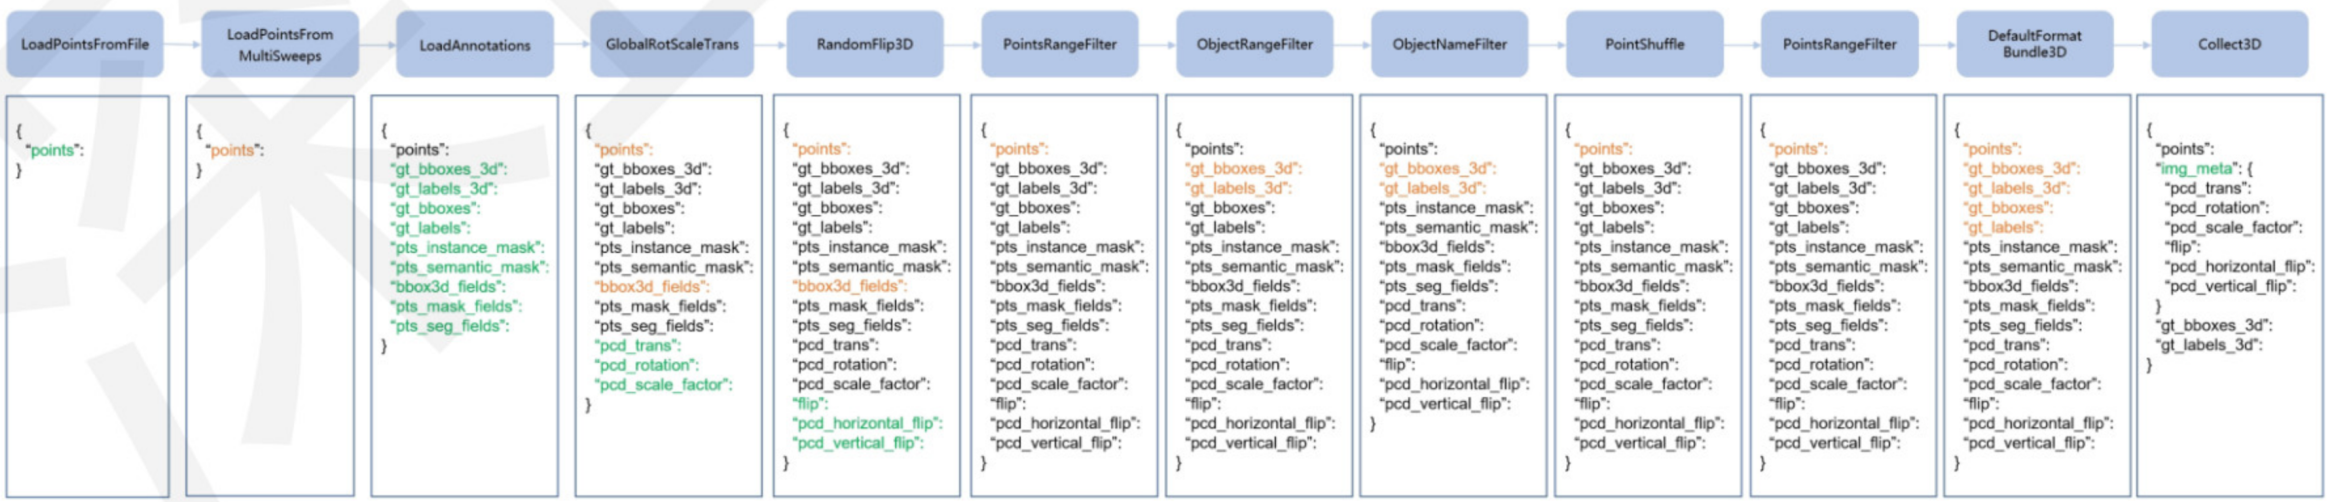 LoadPointsFromFile
LoadPointsFrom
MultiSweeps
LoadAnnotations
GlobalRotScaleTrans
RandomFlip3D
PointsRangeFilter
ObjectRangeFilter
ObjectNameFilter
PointShuffle
PointsRangeFilter
DefaultFormat
Bundle3D
Collect3D
{
"points":
}
{
"points":
}
{
"points":
"gt_bboxes_3d":
"gt_labels_3d":
"gt_bboxes":
"gt_labels":
"pts_instance_mask":
"pts_semantic_mask":
"bbox3d_fields":
"pts_mask_fields":
"pts_seg_fields":
}
{
"points":
"gt_bboxes_3d":
"gt_labels_3d":
"gt_bboxes":
"gt_labels":
"pts_instance_mask":
"pts_semantic_mask":
"bbox3d_fields":
"pts_mask_fields":
"pts_seg_fields":
"pcd_trans":
"pcd_rotation":
"pcd_scale_factor":
}
{
"points":
"gt_bboxes_3d":
"gt_labels_3d":
"gt_bboxes":
"gt_labels":
"pts_instance_mask":
"pts_semantic_mask":
"bbox3d_fields":
"pts_mask_fields":
"pts_seg_fields":
"pcd_trans":
"pcd_rotation":
"pcd_scale_factor":
"flip":
"pcd_horizontal_flip":
"pcd_vertical_flip":
}
{
"points":
"gt_bboxes_3d":
"gt_labels_3d":
"gt_bboxes":
"gt_labels":
"pts_instance_mask":
"pts_semantic_mask":
"bbox3d_fields":
"pts_mask_fields":
"pts_seg_fields":
"pcd_trans":
"pcd_rotation":
"pcd_scale_factor":
"flip":
"pcd_horizontal_flip":
"pcd_vertical_flip":
}
{
"points":
"gt_bboxes_3d":
"gt_labels_3d":
"gt_bboxes":
"gt_labels":
"pts_instance_mask":
"pts_semantic_mask":
"bbox3d_fields":
"pts_mask_fields":
"pts_seg_fields":
"pcd_trans":
"pcd_rotation":
"pcd_scale_factor":
"flip":
"pcd_horizontal_flip":
"pcd_vertical_flip":
}
{
"points":
"gt_bboxes_3d":
"gt_labels_3d":
"pts_instance_mask":
"pts_semantic_mask":
"bbox3d_fields":
"pts_mask_fields":
"pts_seg_fields":
"pcd_trans":
"pcd_rotation":
"pcd_scale_factor":
"flip":
"pcd_horizontal_flip":
"pcd_vertical_flip":
}
{
"points":
"gt_bboxes_3d":
"gt_labels_3d":
"gt_bboxes":
"gt_labels":
"pts_instance_mask":
"pts_semantic_mask":
"bbox3d_fields":
"pts_mask_fields":
"pts_seg_fields":
"pcd_trans":
"pcd_rotation":
"pcd_scale_factor":
"flip":
"pcd_horizontal_flip":
"pcd_vertical_flip":
}
{
"points":
"gt_bboxes_3d":
"gt_labels_3d":
"gt_bboxes":
"gt_labels":
"pts_instance_mask":
"pts_semantic_mask":
"bbox3d_fields":
"pts_mask_fields":
"pts_seg_fields":
"pcd_trans":
"pcd_rotation":
"pcd_scale_factor":
"flip":
"pcd_horizontal_flip":
"pcd_vertical_flip":
}
{
"points":
"gt_bboxes_3d":
"gt_labels_3d":
"gt_bboxes":
"gt_labels":
"pts_instance_mask":
"pts_semantic_mask":
"bbox3d_fields":
"pts_mask_fields":
"pts_seg_fields":
"pcd_trans":
"pcd_rotation":
"pcd_scale_factor":
"flip":
"pcd_horizontal_flip":
"pcd_vertical_flip":
}
{
"points":
"img_meta": {
"pcd_trans":
"pcd_rotation":
"pcd_scale_factor":
"flip":
"pcd_horizontal_flip":
"pcd_vertical_flip":
}
"gt_bboxes_3d":
"gt_labels_3d":
}